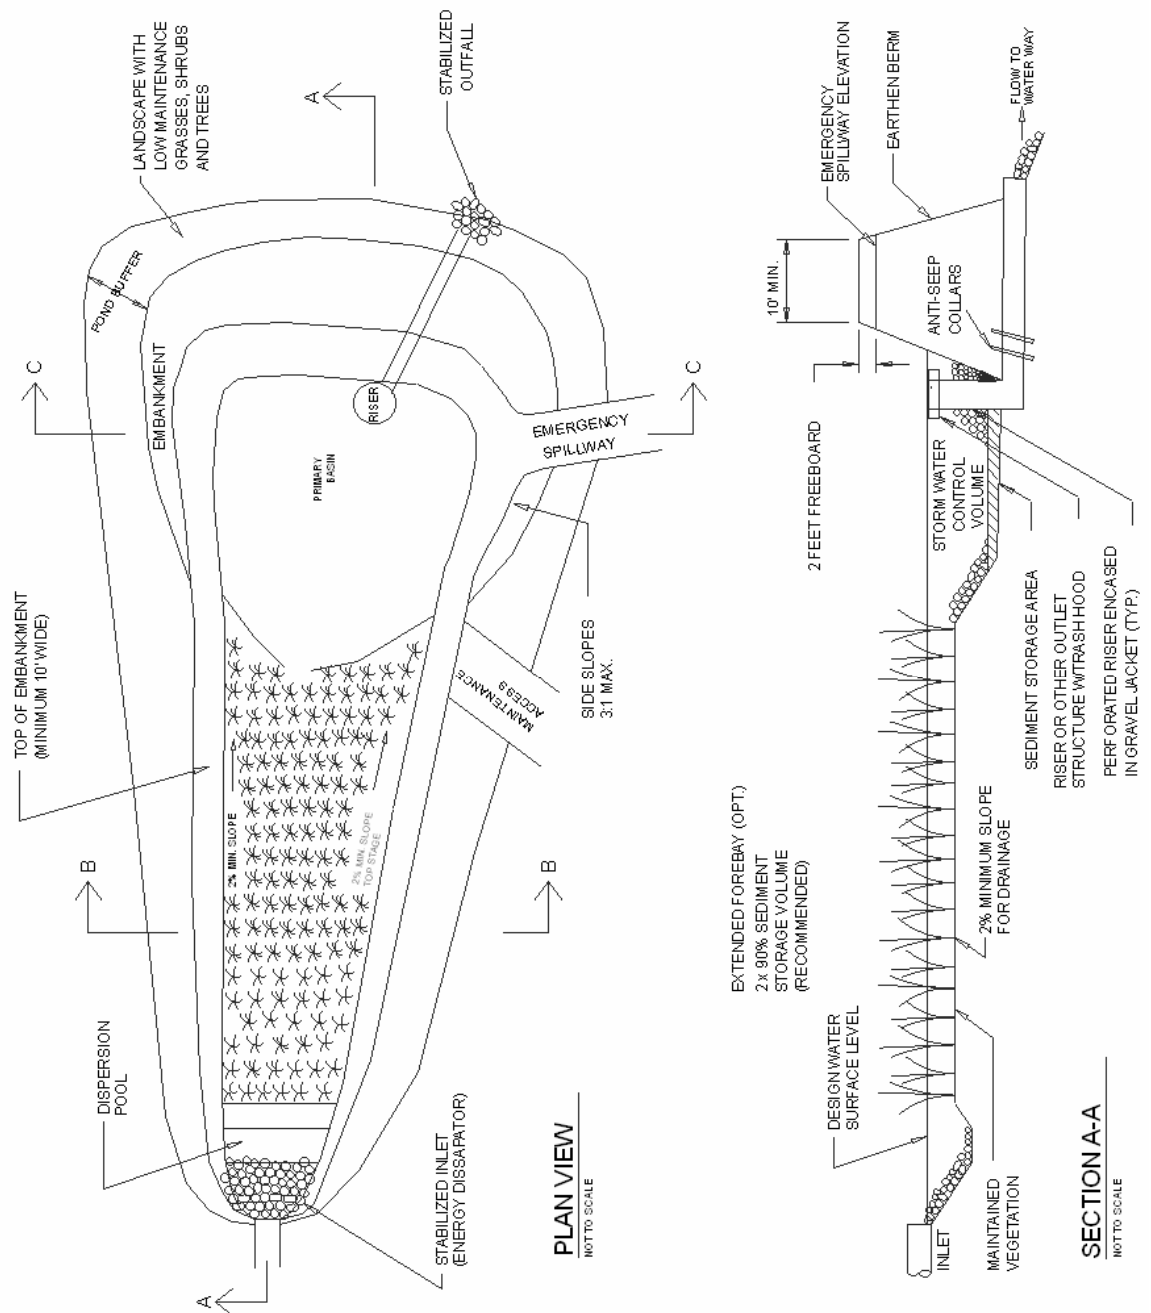 LANDSCAPE WITH
LOW MAINTENANCE
GRASSES, SHRUBS
AND TREES
A
STABILIZED
OUTFALL
POND BUFFER
C
EMBANKMENT
RISER
C
EMERGENCY
SPILLWAY
PRIMARY
BASIN
TOP OF EMBANKMENT
(MINIMUM 10' WIDE)
SIDE SLOPES
3:1 MAX.
MAINTENANCE
ACCESS
2% MIN. SLOPE
2% MIN. SLOPE
TOP STAGE
B
B
DISPERSION
POOL
STABILIZED INLET
(ENERGY DISSAPATOR)
A
PLAN VIEW
NOT TO SCALE
EMERGENCY
SPILLWAY ELEVATION
EARTHEN BERM
FLOW TO
WATER WAY
10' MIN.
ANTI-SEEP
COLLARS
2 FEET FREEBOARD
STORM WATER
CONTROL
VOLUME
SEDIMENT STORAGE AREA
RISER OR OTHER OUTLET
STRUCTURE W/TRASH HOOD
PERFORATED RISER ENCASED
IN GRAVEL JACKET (TYP.)
EXTENDED FOREBAY (OPT.)
2 x 90% SEDIMENT
STORAGE VOLUME
(RECOMMENDED)
2% MINIMUM SLOPE
FOR DRAINAGE
DESIGN WATER
SURFACE LEVEL
INLET
MAINTAINED
VEGETATION
SECTION A-A
NOT TO SCALE